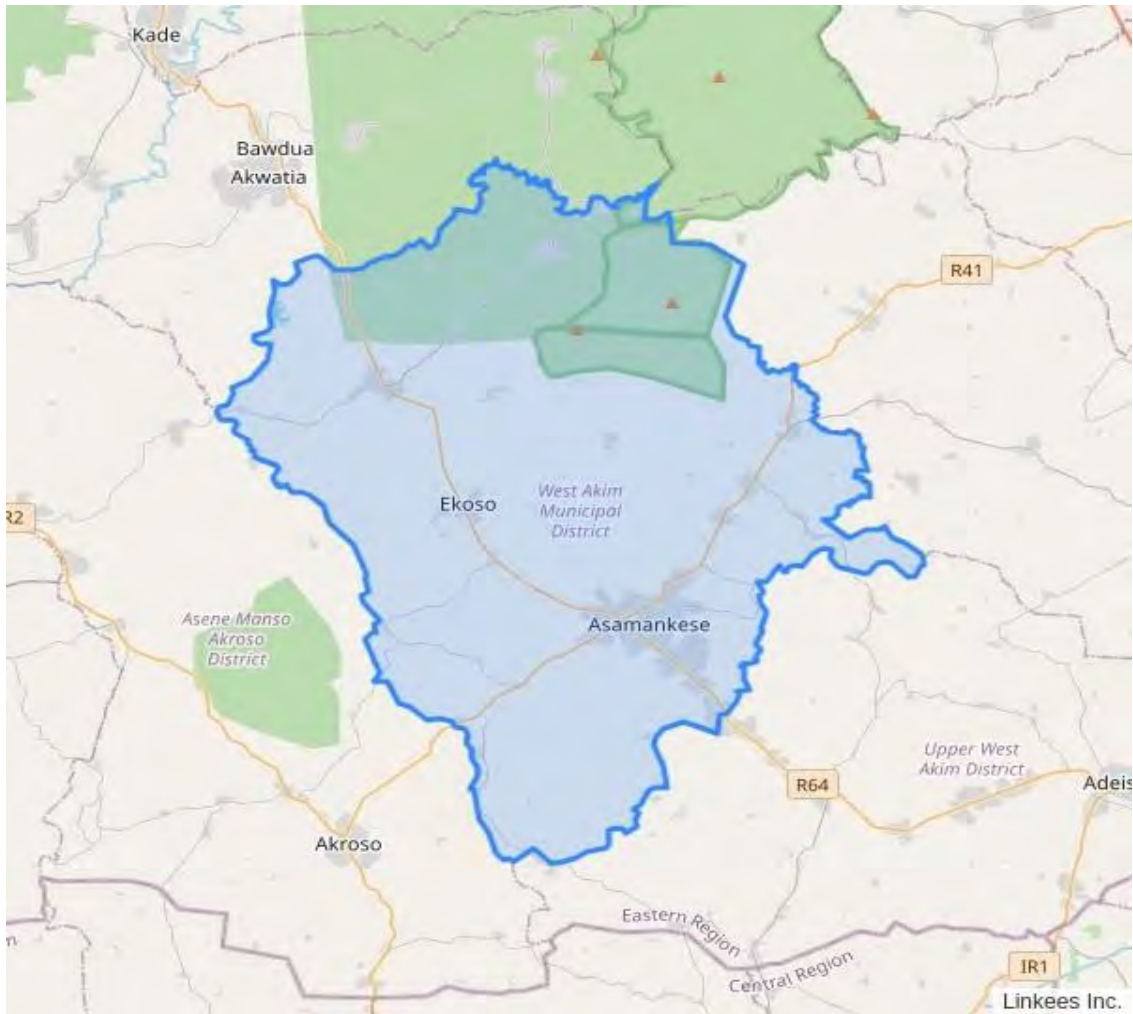 Kade
Bawdua
Akwatia
R41
Ekoso
West Akim
Municipal
District
R2
Asene Manso
Akroso
District
Asamankese
Upper West
Akim District
R64
Adeis
Akroso
Eastern Region
Central Region
IR1
Linkees Inc.